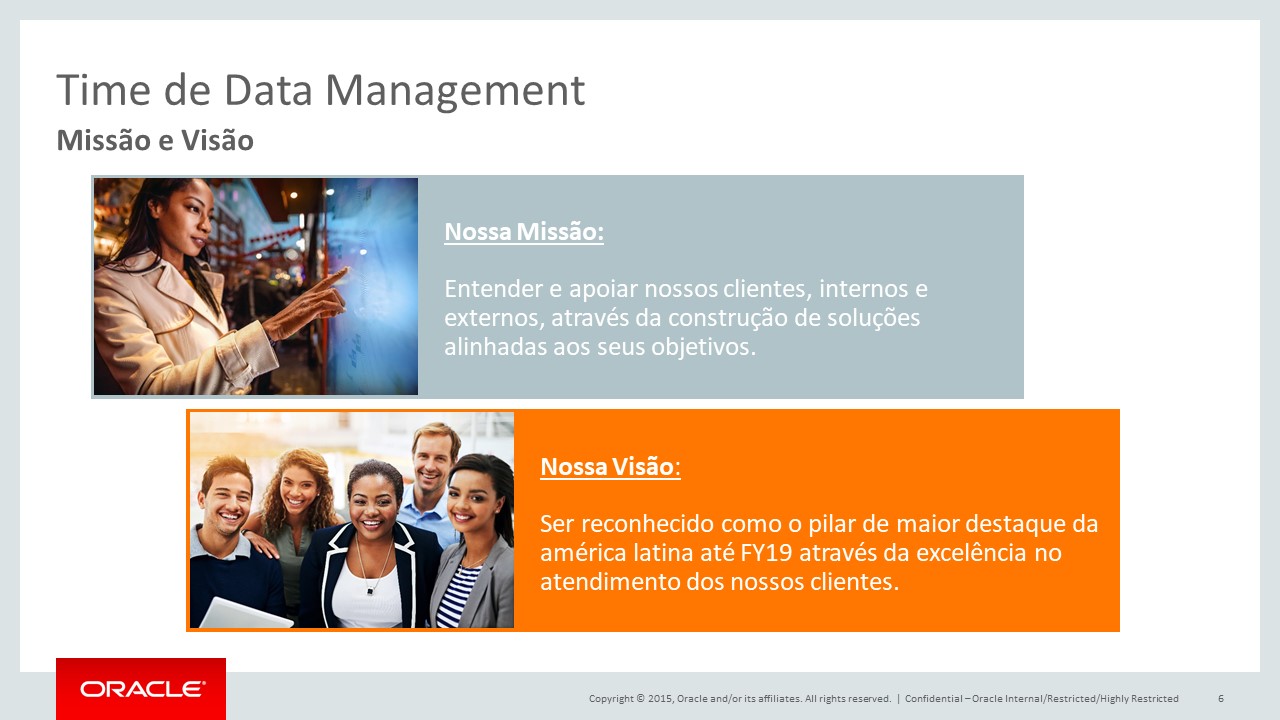 Time de Data Management
Missão e Visão
Nossa Missão:
Entender e apoiar nossos clientes, internos e
externos, através da construção de soluções
alinhadas aos seus objetivos.
Nossa Visão:
Ser reconhecido como o pilar de maior destaque da
américa latina até FY19 através da excelência no
atendimento dos nossos clientes.
ORACLE®
Copyright © 2015, Oracle and/or its affiliates. All rights reserved. | Confidential – Oracle Internal/Restricted/Highly Restricted 6